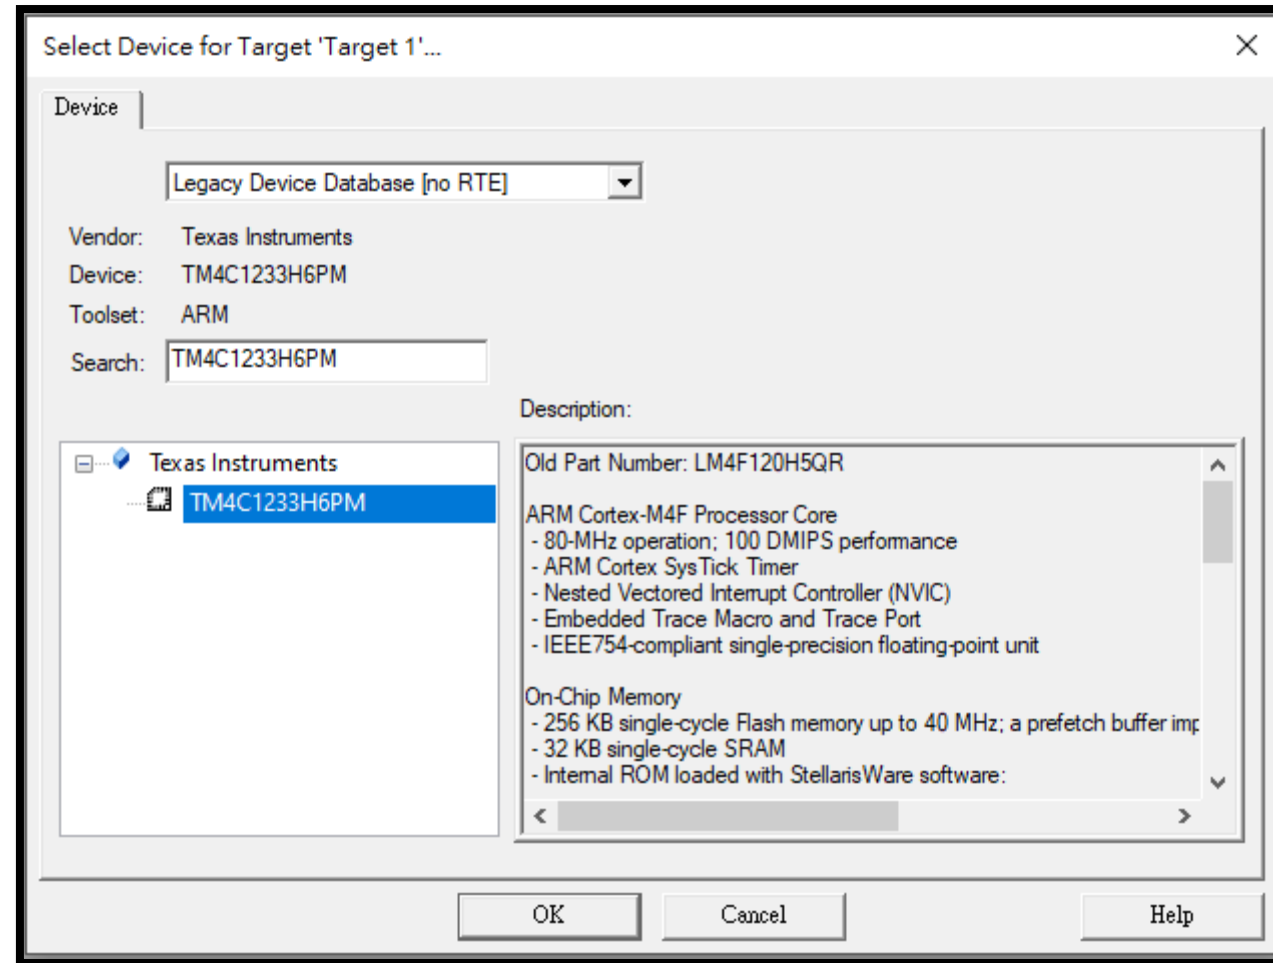 Select Device for Target 'Target 1'...
Device
Legacy Device Database [no RTE]
Vendor: Texas Instruments
Device: TM4C1233H6PM
Toolset: ARM
Search: TM4C1233H6PM
Description:
Texas Instruments
TM4C1233H6PM
Old Part Number: LM4F120H5QR
ARM Cortex-M4F Processor Core
- 80-MHz operation; 100 DMIPS performance
- ARM Cortex SysTick Timer
- Nested Vectored Interrupt Controller (NVIC)
- Embedded Trace Macro and Trace Port
- IEEE754-compliant single-precision floating-point unit
On-Chip Memory
- 256 KB single-cycle Flash memory up to 40 MHz; a prefetch buffer
- 32 KB single-cycle SRAM
- Internal ROM loaded with StellarisWare software:
OK
Cancel
Help